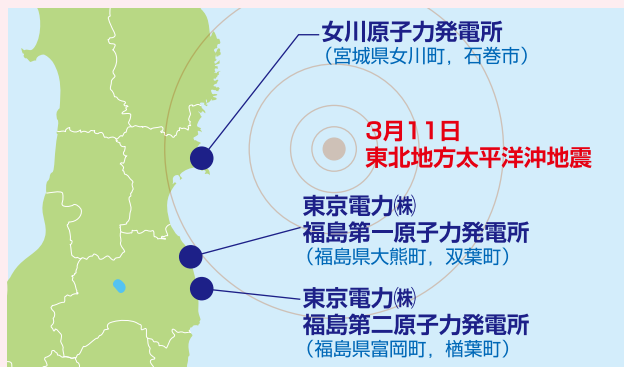 女川原子力発電所
（宮城県女川町，石巻市）
3月11日
東北地方太平洋沖地震
東京電力㈱
福島第一原子力発電所
（福島県大熊町，双葉町）
東京電力㈱
福島第二原子力発電所
（福島県富岡町，楢葉町）